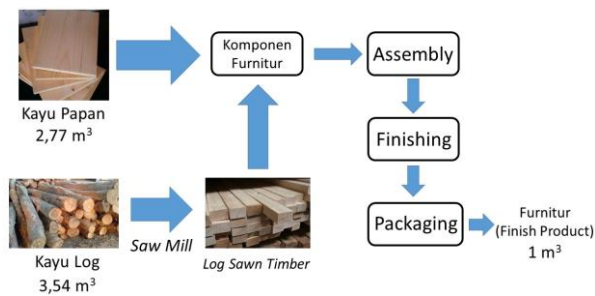 Kayu Papan
2,77 m³
Komponen
Furnitur
Assembly
Finishing
Packaging
Furnitur
(Finish Product)
1 m³
Kayu Log
3,54 m³
Saw Mill
Log Sawn Timber